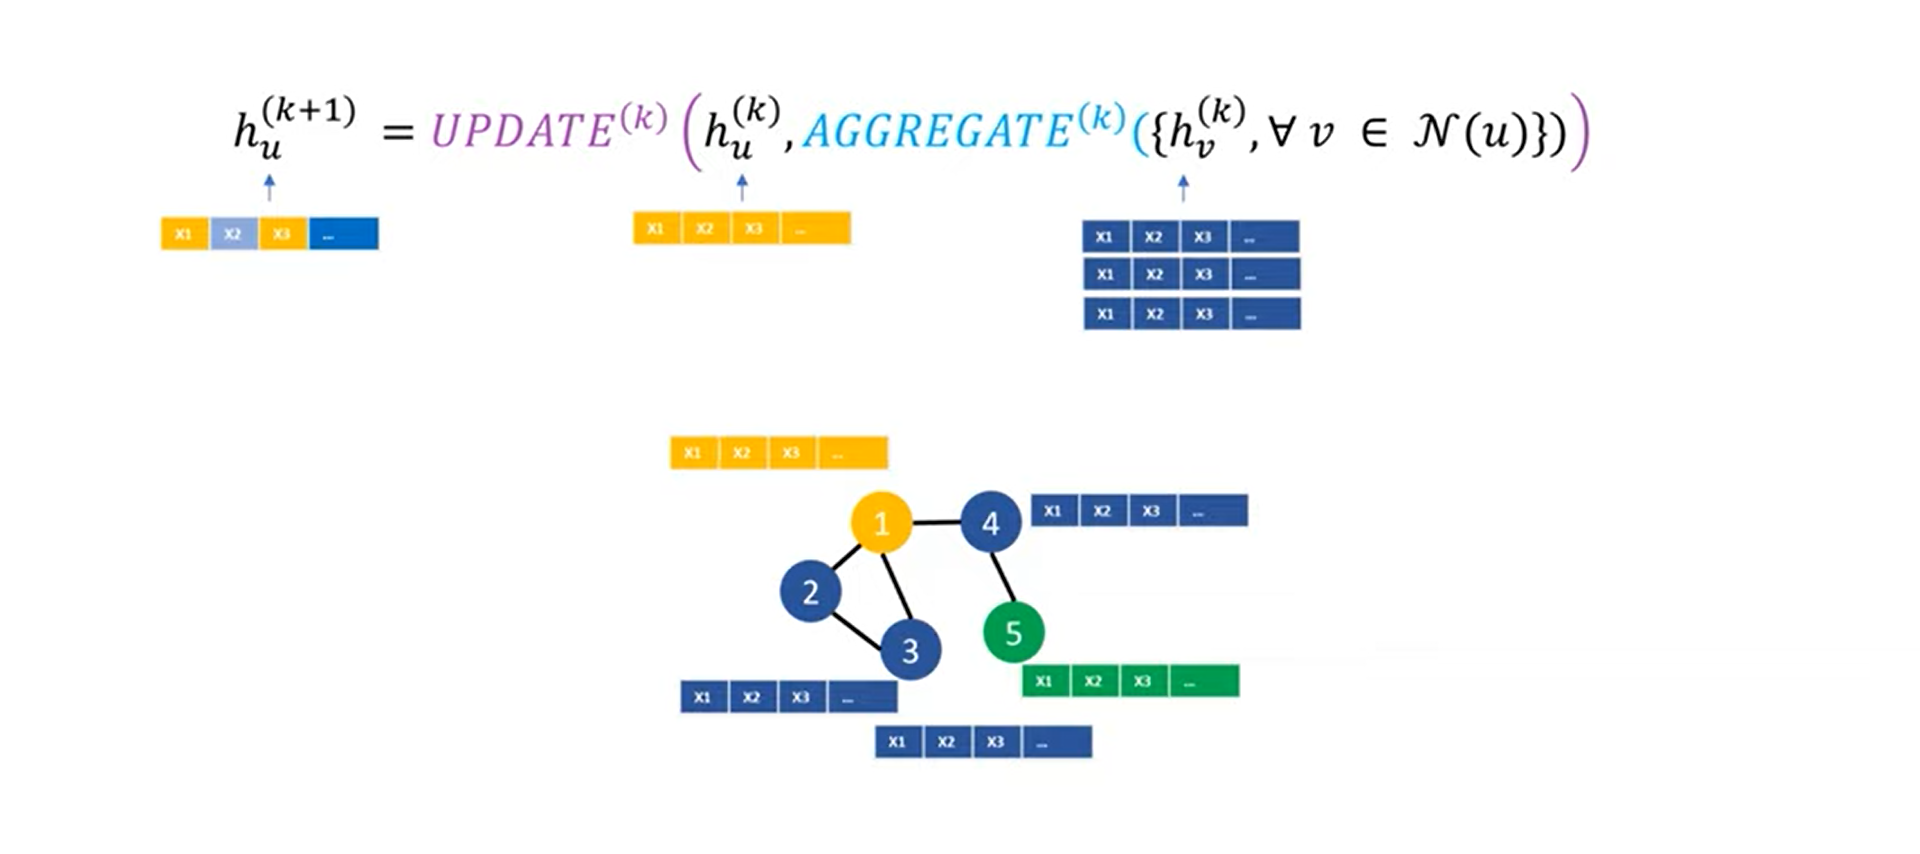 h_u^(k+1) = UPDATE^(k) (h_u^(k), AGGREGATE^(k)({h_v^(k), ∀ v ∈ 𝒩(u)}))
X1 X2 X3 ...
X1 X2 X3 ...
X1 X2 X3 ...
X1 X2 X3 ...
X1 X2 X3 ...
X1 X2 X3 ...
1
4
X1 X2 X3 ...
2
3
5
X1 X2 X3 ...
X1 X2 X3 ...
X1 X2 X3 ...